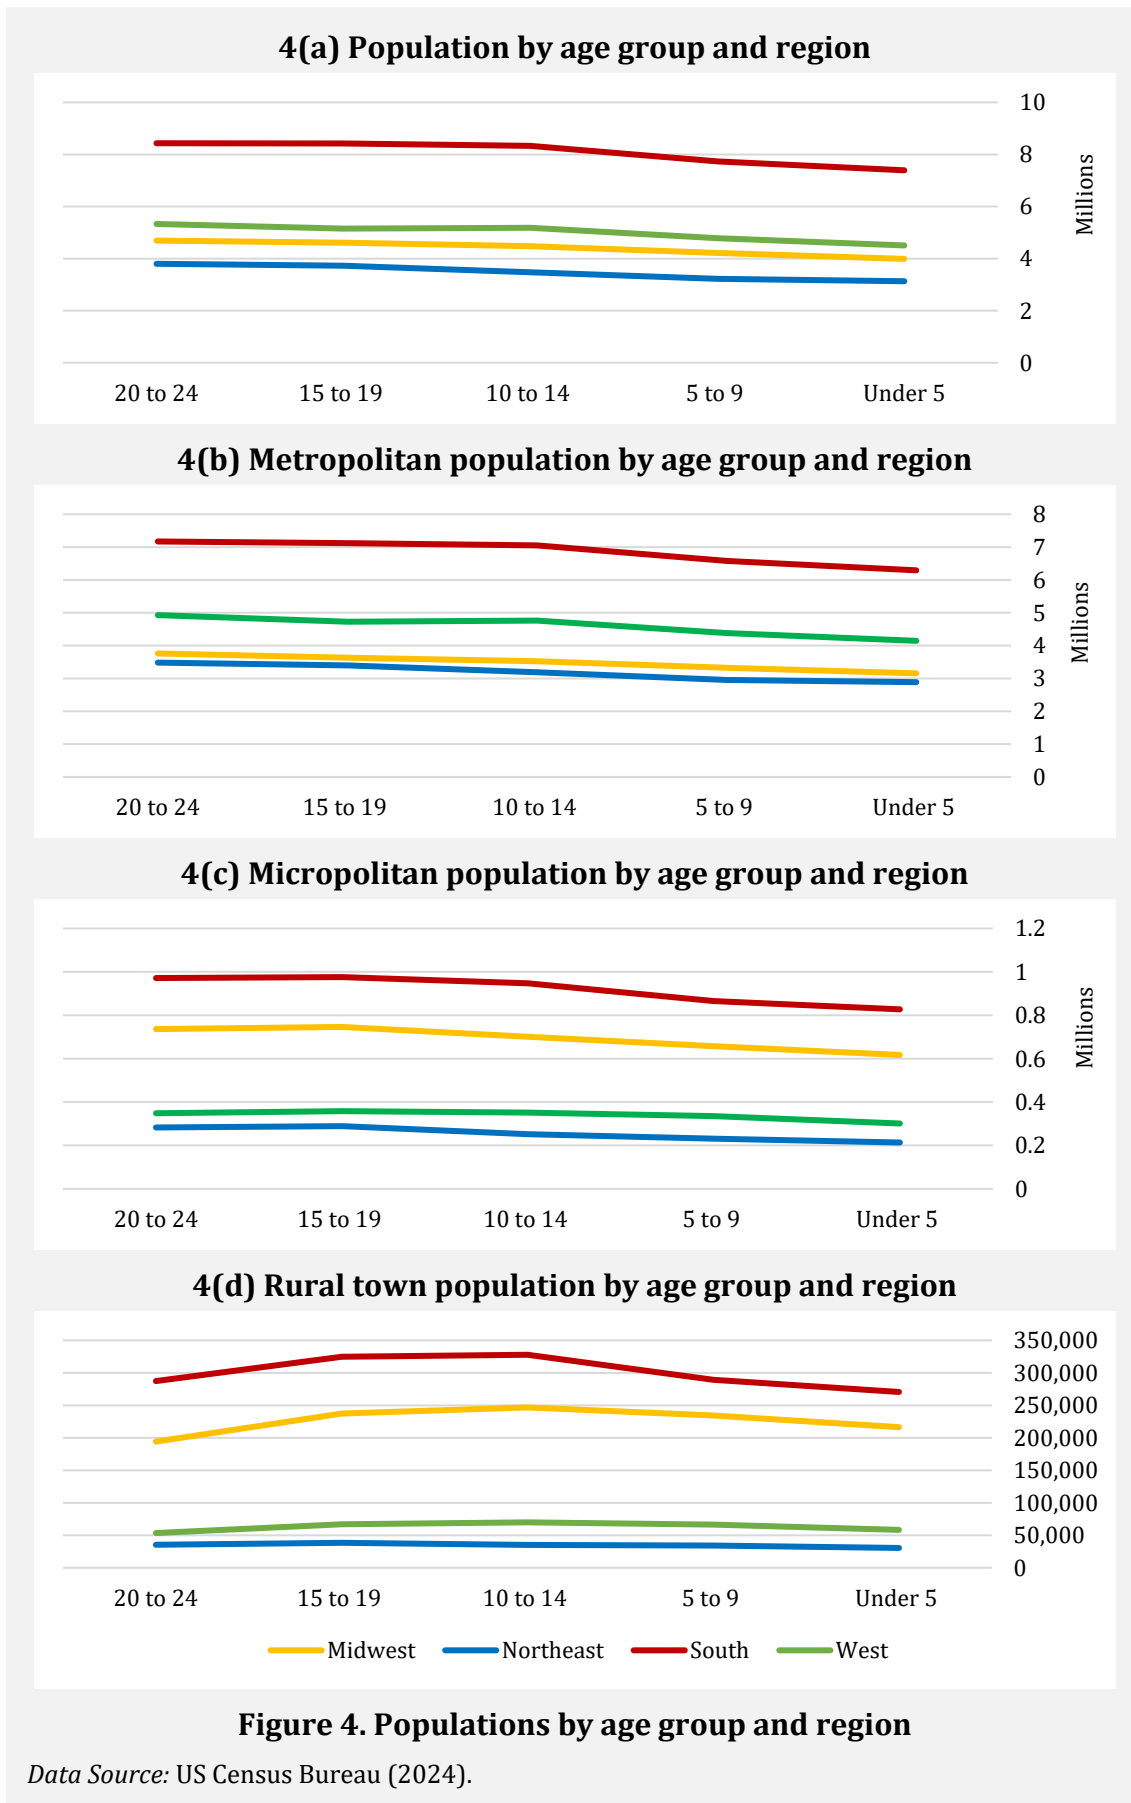 4(a) Population by age group and region
10
8
6
4
2
0
Millions
20 to 24 15 to 19 10 to 14 5 to 9 Under 5
4(b) Metropolitan population by age group and region
8
7
6
5
4
3
2
1
0
Millions
20 to 24 15 to 19 10 to 14 5 to 9 Under 5
4(c) Micropolitan population by age group and region
1.2
1
0.8
0.6
0.4
0.2
0
Millions
20 to 24 15 to 19 10 to 14 5 to 9 Under 5
4(d) Rural town population by age group and region
350,000
300,000
250,000
200,000
150,000
100,000
50,000
0
20 to 24 15 to 19 10 to 14 5 to 9 Under 5
Midwest Northeast South West
Figure 4. Populations by age group and region
Data Source: US Census Bureau (2024).